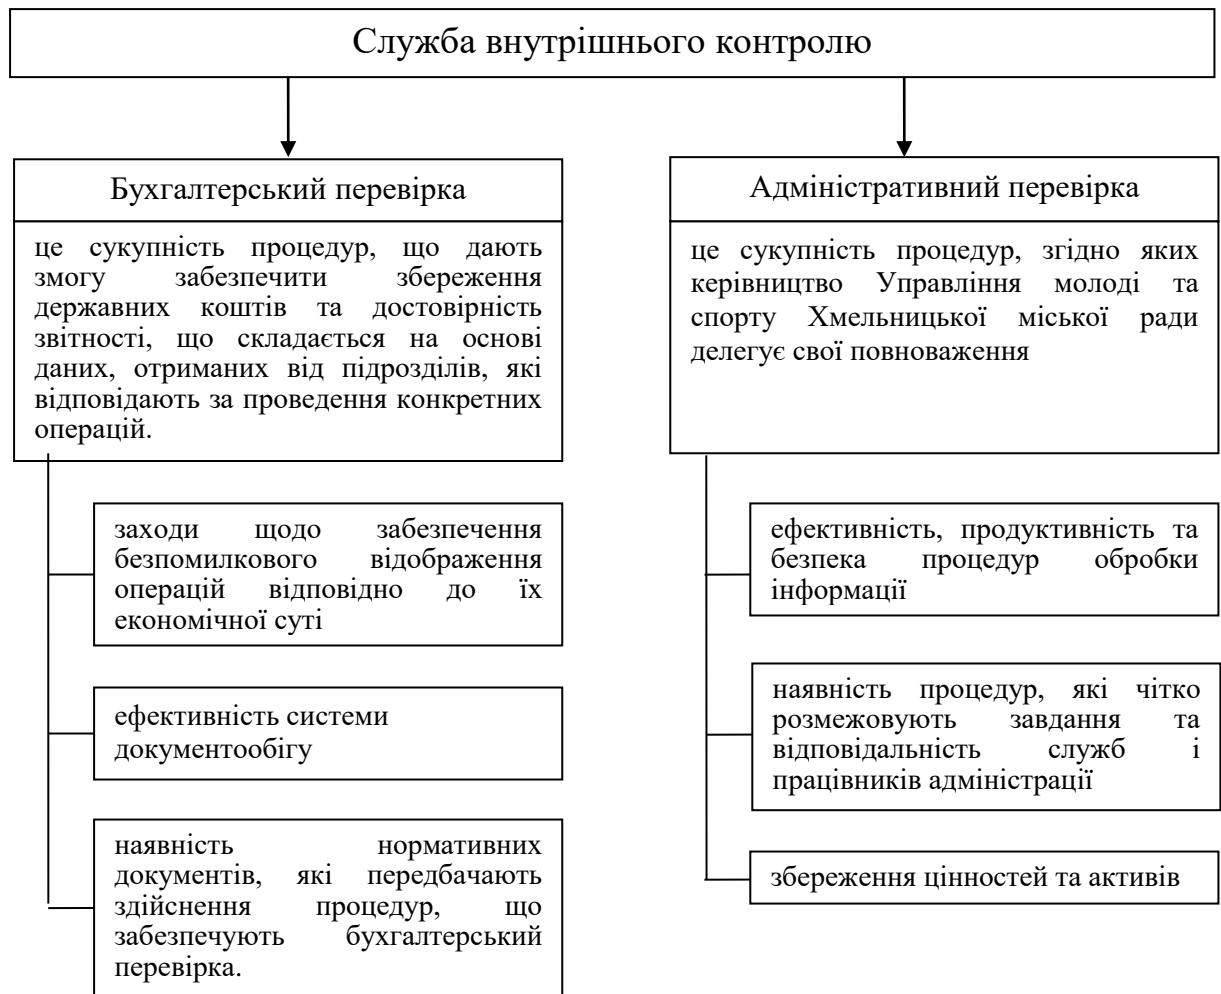 Служба внутрішнього контролю
Бухгалтерський перевірка
це сукупність процедур, що дають
змогу забезпечити збереження
державних коштів та достовірність
звітності, що складається на основі
даних, отриманих від підрозділів, які
відповідають за проведення конкретних
операцій.
заходи щодо забезпечення
безпомилкового відображення
операцій відповідно до їх
економічної суті
ефективність системи
документообігу
наявність нормативних
документів, які передбачають
здійснення процедур, що
забезпечують бухгалтерський
перевірка.
Адміністративний перевірка
це сукупність процедур, згідно яких
керівництво Управління молоді та
спорту Хмельницької міської ради
делегує свої повноваження
ефективність, продуктивність та
безпека процедур обробки
інформації
наявність процедур, які чітко
розмежовують завдання та
відповідальність служб і
працівників адміністрації
збереження цінностей та активів